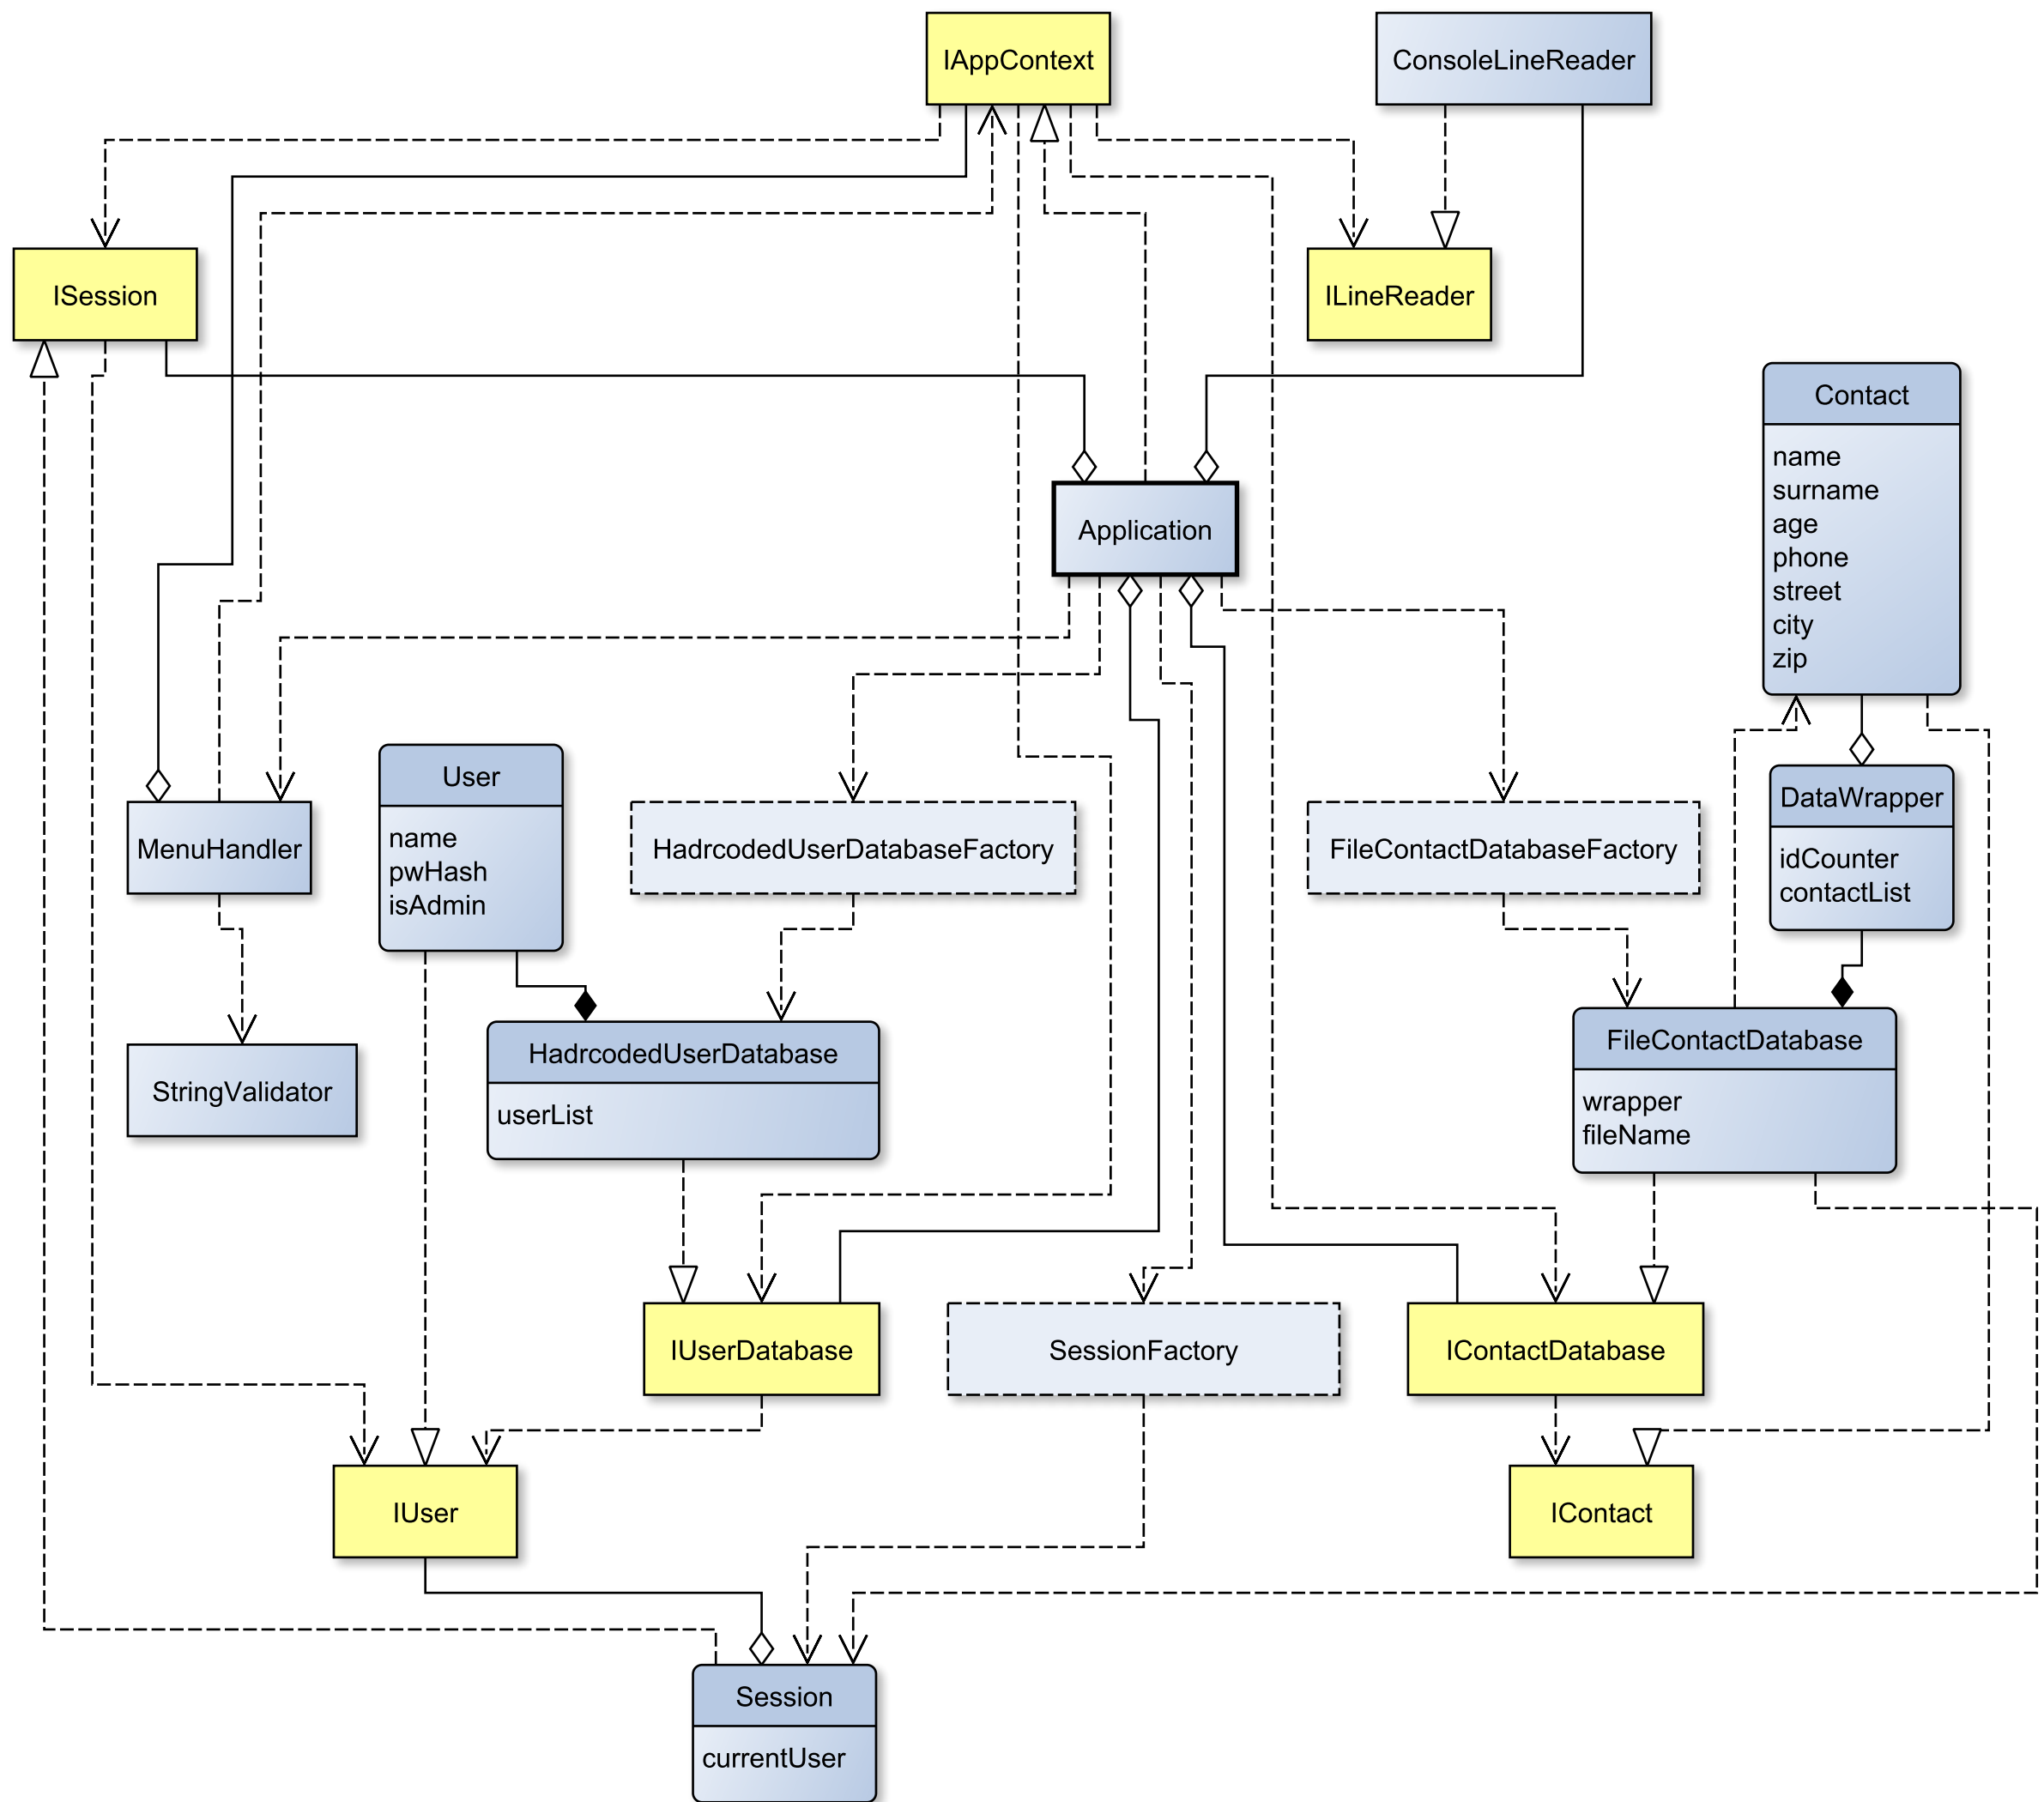 IAppContext
ConsoleLineReader
ISession
ILineReader
Contact
name
surname
age
phone
street
city
zip
Application
User
name
pwHash
isAdmin
DataWrapper
idCounter
contactList
MenuHandler
HadrcodedUserDatabaseFactory
FileContactDatabaseFactory
HadrcodedUserDatabase
userList
FileContactDatabase
wrapper
fileName
StringValidator
IUserDatabase
SessionFactory
IContactDatabase
IUser
IContact
Session
currentUser